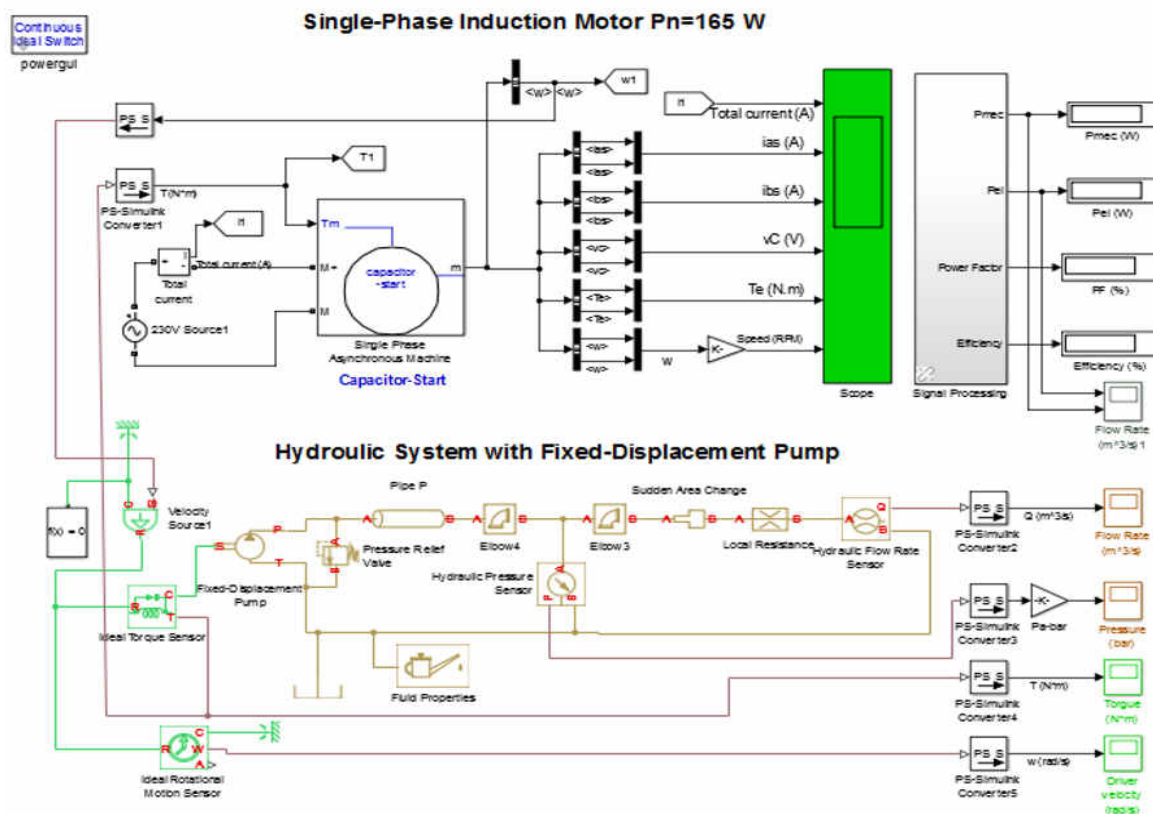 Single-Phase Induction Motor Pn=165 W
Continuous
Ideal Switch
powergui
<w> <w>
w1
I1
Total current (A)
PS S
T1
PS S
T(N*m)
PS-Simulink
Converter1
I1
Total current (A)
Total
current
230V Source1
Tm
M+
M
m
capacitor
-start
Single Phase
Asynchronous Machine
Capacitor-Start
<ias>
<ias>
ias (A)
<ibs>
<ibs>
ibs (A)
<vc>
<vc>
vC (V)
<Te>
<Te>
Te (N.m)
<w>
<w>
W
K-
Speed (RPM)
Scope
Pmec
Pel
Power Factor
Efficiency
Signal Processing
Pmec (W)
Pel (W)
PF (%)
Efficiency (%)
Flow Rate
(m^3/s)1
Hydraulic System with Fixed-Displacement Pump
f(x) = 0
C
S
R
Velocity
Source1
R
C
T
Ideal Torque Sensor
S
P
T
Fixed-Displacement
Pump
A
B
Pressure Relief
Valve
Pipe P
A
B
A
B
Elbow4
A
B
Elbow3
Sudden Area Change
A
B
A
B
Local Resistance
A
Q
B
Hydraulic Flow Rate
Sensor
Hydraulic Pressure
Sensor
A
P
B
Fluid Properties
R
C
W
A
Ideal Rotational
Motion Sensor
PS S
Q (m^3/s)
PS-Simulink
Converter2
Flow Rate
(m^3/s)
PS S
PS-Simulink
Converter3
-K-
Pa-bar
Pressure
(bar)
PS S
T (N*m)
PS-Simulink
Converter4
Torgue
(N*m)
PS S
w (rad/s)
PS-Simulink
Converter5
Driver
velocity
(rad/s)